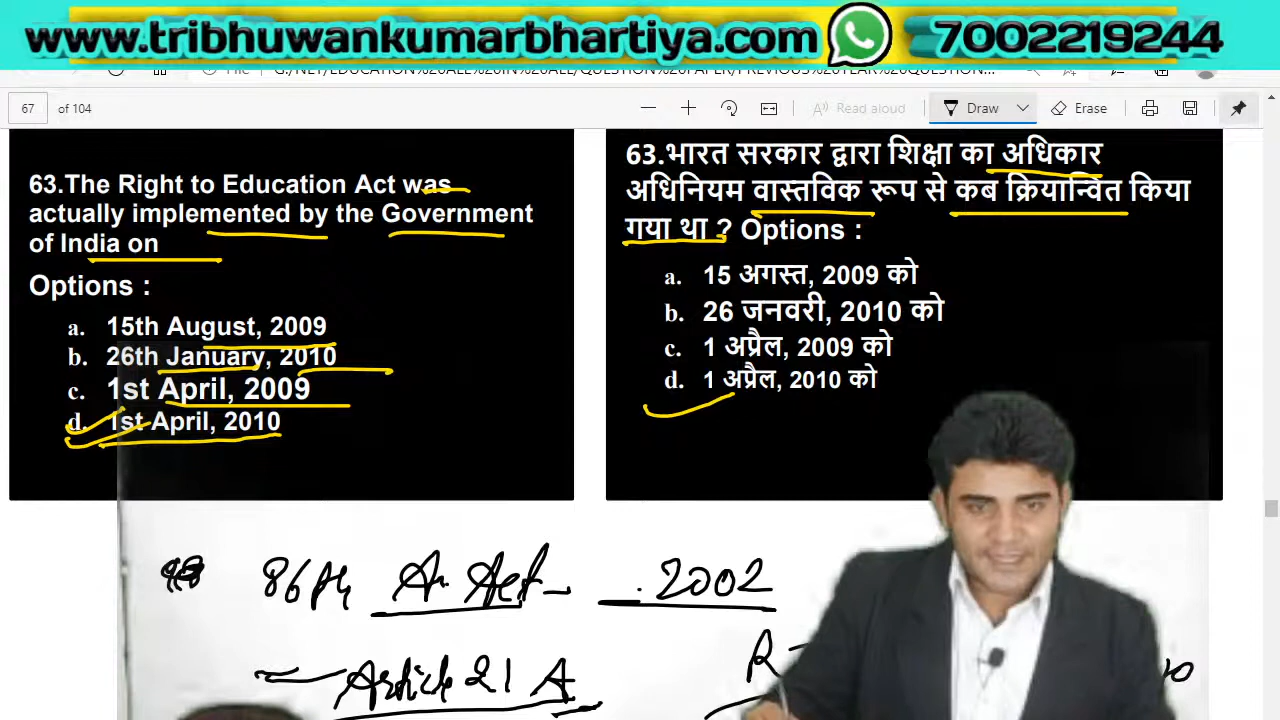 www.tribhuwankumarbhartiya.com 7002219244
67 of 104
Read aloud
Draw
Erase
63.The Right to Education Act was
actually implemented by the Government
of India on
Options :
a. 15th August, 2009
b. 26th January, 2010
c. 1st April, 2009
d. 1st April, 2010
63.भारत सरकार द्वारा शिक्षा का अधिकार
अधिनियम वास्तविक रूप से कब क्रियान्वित किया
गया था ? Options :
a. 15 अगस्त, 2009 को
b. 26 जनवरी, 2010 को
c. 1 अप्रैल, 2009 को
d. 1 अप्रैल, 2010 को
86th A. Act - 2002
Article 21 A
R